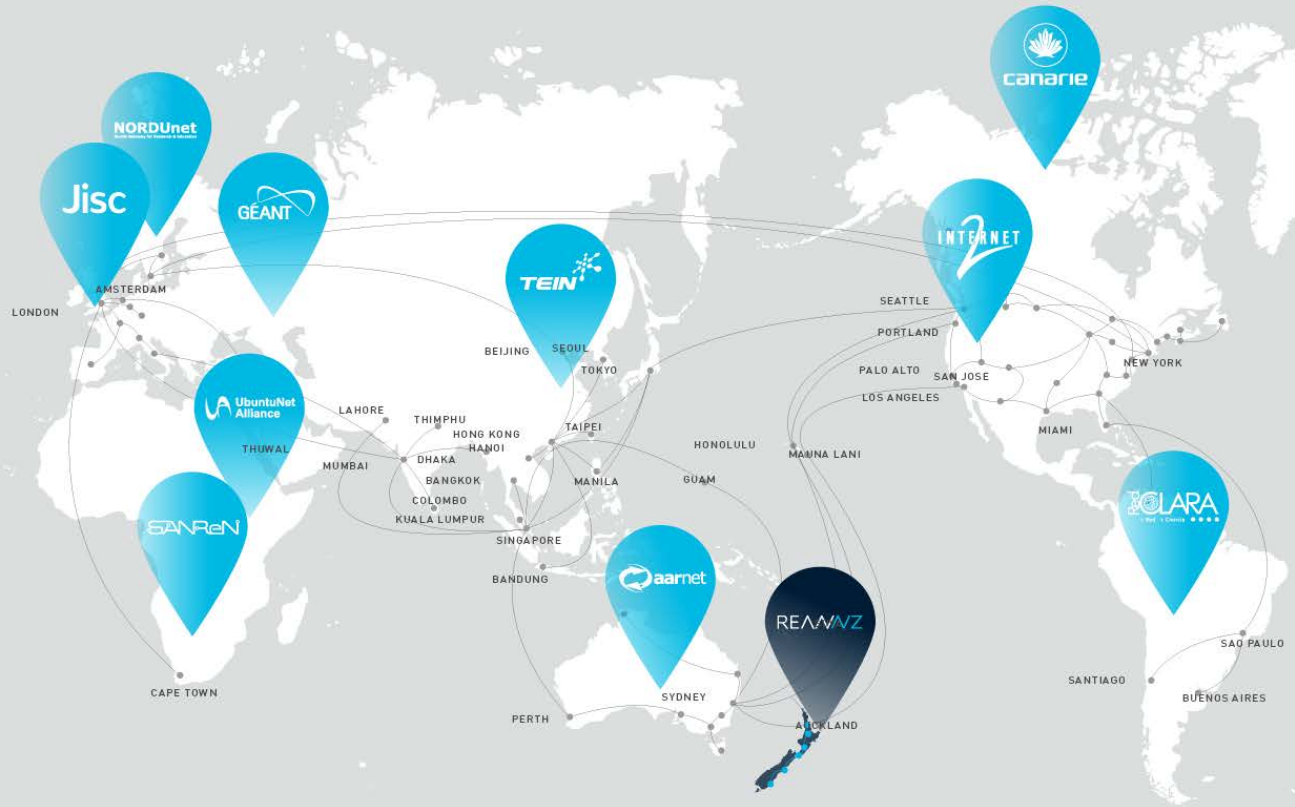 canarie
NORDUnet
Jisc
GÉANT
INTERNET
2
TEIN
AMSTERDAM
LONDON
SEATTLE
PORTLAND
BEIJING
SEOUL
TOKYO
NEW YORK
PALO ALTO
SAN JOSE
LOS ANGELES
UbuntuNet
Alliance
LAHORE
THIMPHU
TAIPEI
MIAMI
HONG KONG
HANOI
HONOLULU
MAUNA LANI
THUWAL
MUMBAI
DHAKA
BANGKOK
MANILA
GUAM
COLOMBO
KUALA LUMPUR
CLARA
SANReN
SINGAPORE
BANDUNG
aarnet
REANNZ
SAO PAULO
SANTIAGO
CAPE TOWN
SYDNEY
BUENOS AIRES
PERTH
AUCKLAND